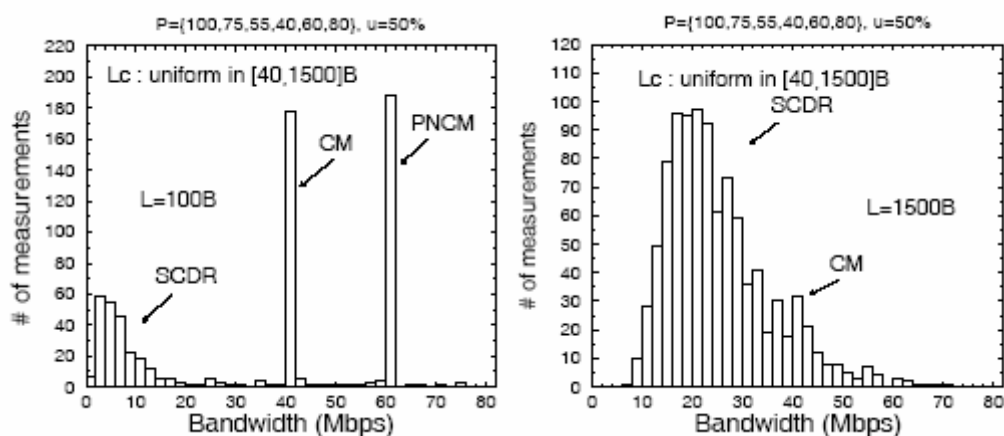 P={100,75,55,40,60,80}, u=50%
220
200
180
160
140
120
100
80
60
40
20
0
# of measurements
Lc : uniform in [40,1500]B
CM
PNCM
L=100B
SCDR
0 10 20 30 40 50 60 70 80
Bandwidth (Mbps)
P={100,75,55,40,60,80}, u=50%
120
110
100
90
80
70
60
50
40
30
20
10
0
# of measurements
Lc : uniform in [40,1500]B
SCDR
L=1500B
CM
0 10 20 30 40 50 60 70 80
Bandwidth (Mbps)